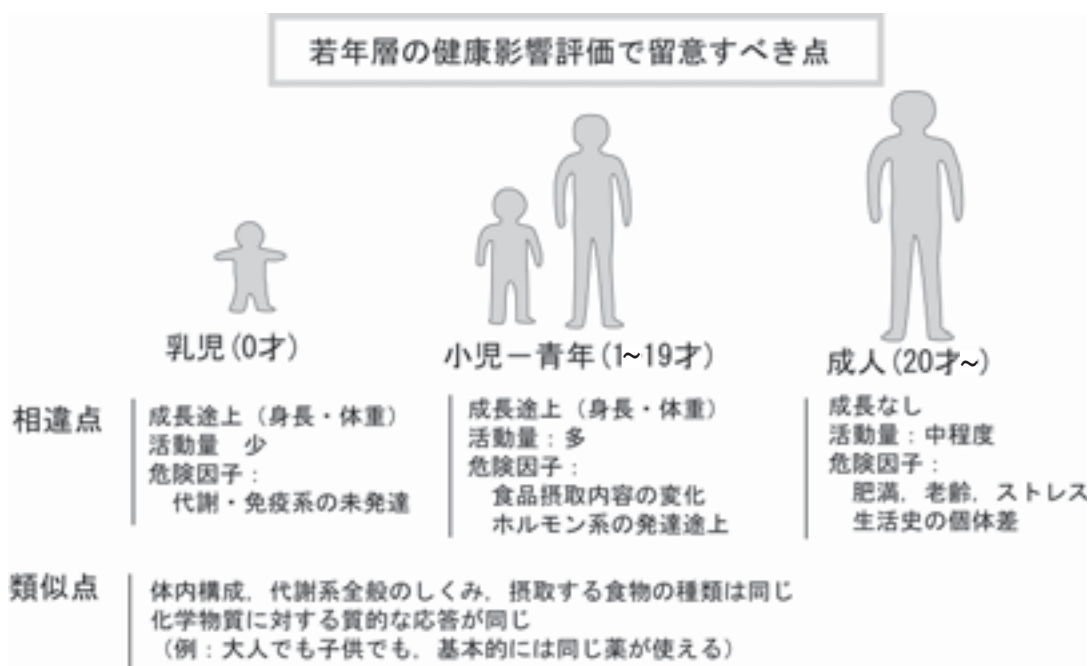 若年層の健康影響評価で留意すべき点
乳児(0才)
小児－青年(1~19才)
成人(20才~)
相違点
成長途上（身長・体重）
活動量　少
危険因子：
代謝・免疫系の未発達
成長途上（身長・体重）
活動量：多
危険因子：
食品摂取内容の変化
ホルモン系の発達途上
成長なし
活動量：中程度
危険因子：
肥満，老齢，ストレス
生活史の個体差
類似点
体内構成，代謝系全般のしくみ，摂取する食物の種類は同じ
化学物質に対する質的な応答が同じ
（例：大人でも子供でも，基本的には同じ薬が使える）